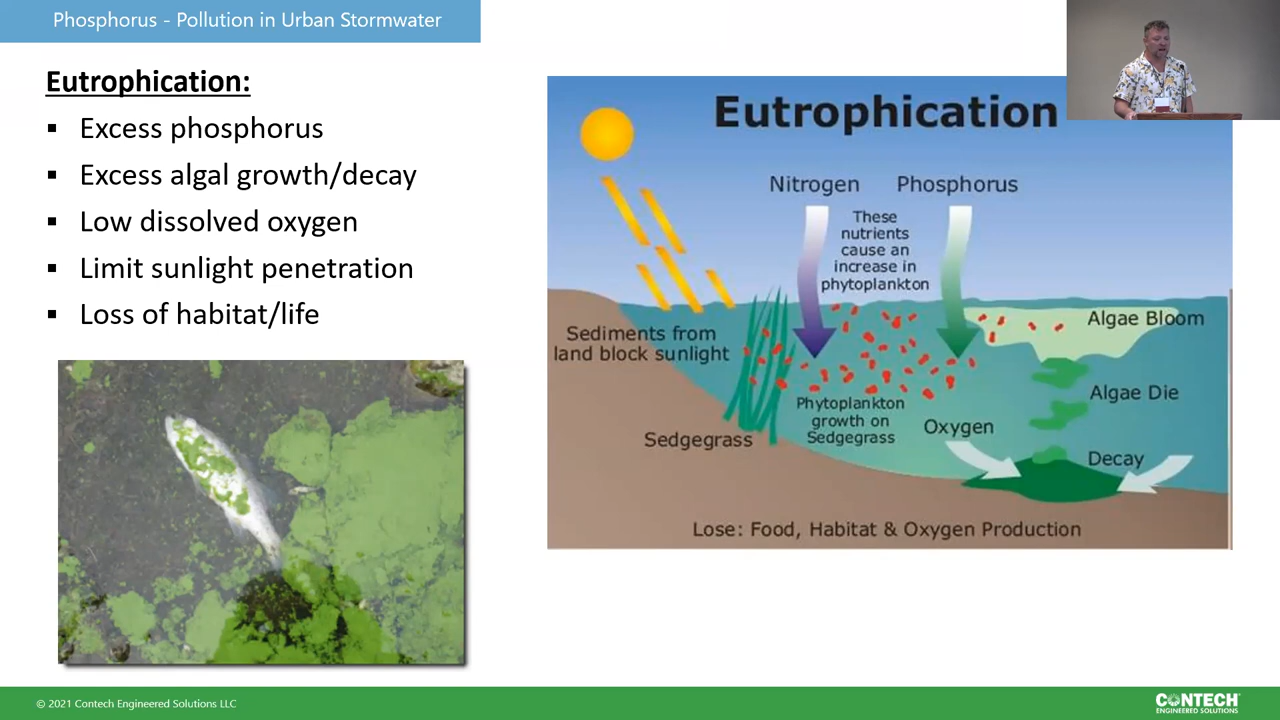 Phosphorus - Pollution in Urban Stormwater
Eutrophication:
▪ Excess phosphorus
▪ Excess algal growth/decay
▪ Low dissolved oxygen
▪ Limit sunlight penetration
▪ Loss of habitat/life
Eutrophication
Nitrogen
Phosphorus
These
nutrients
cause an
increase in
phytoplankton
Sediments from
land block sunlight
Algae Bloom
Algae Die
Phytoplankton
growth on
Sedgegrass
Oxygen
Sedgegrass
Decay
Lose: Food, Habitat & Oxygen Production
© 2021 Contech Engineered Solutions LLC
CONTECH
ENGINEERED SOLUTIONS